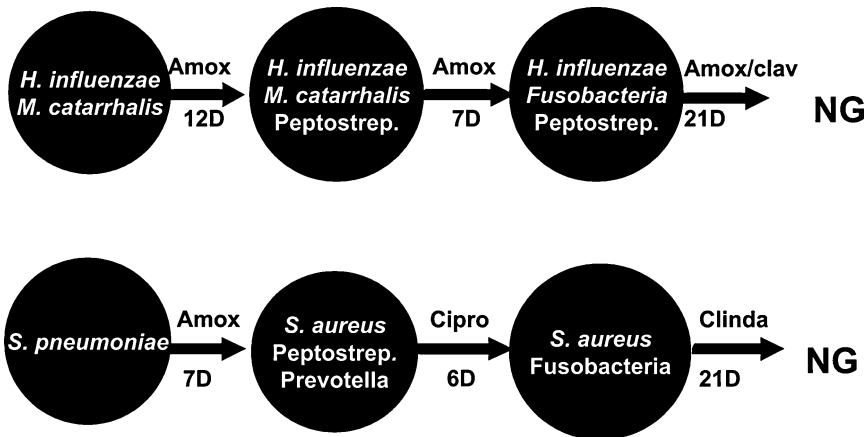 H. influenzae
M. catarrhalis
Amox
12D
H. influenzae
M. catarrhalis
Peptostrep.
Amox
7D
H. influenzae
Fusobacteria
Peptostrep.
Amox/clav
21D
NG
S. pneumoniae
Amox
7D
S. aureus
Peptostrep.
Prevotella
Cipro
6D
S. aureus
Fusobacteria
Clinda
21D
NG